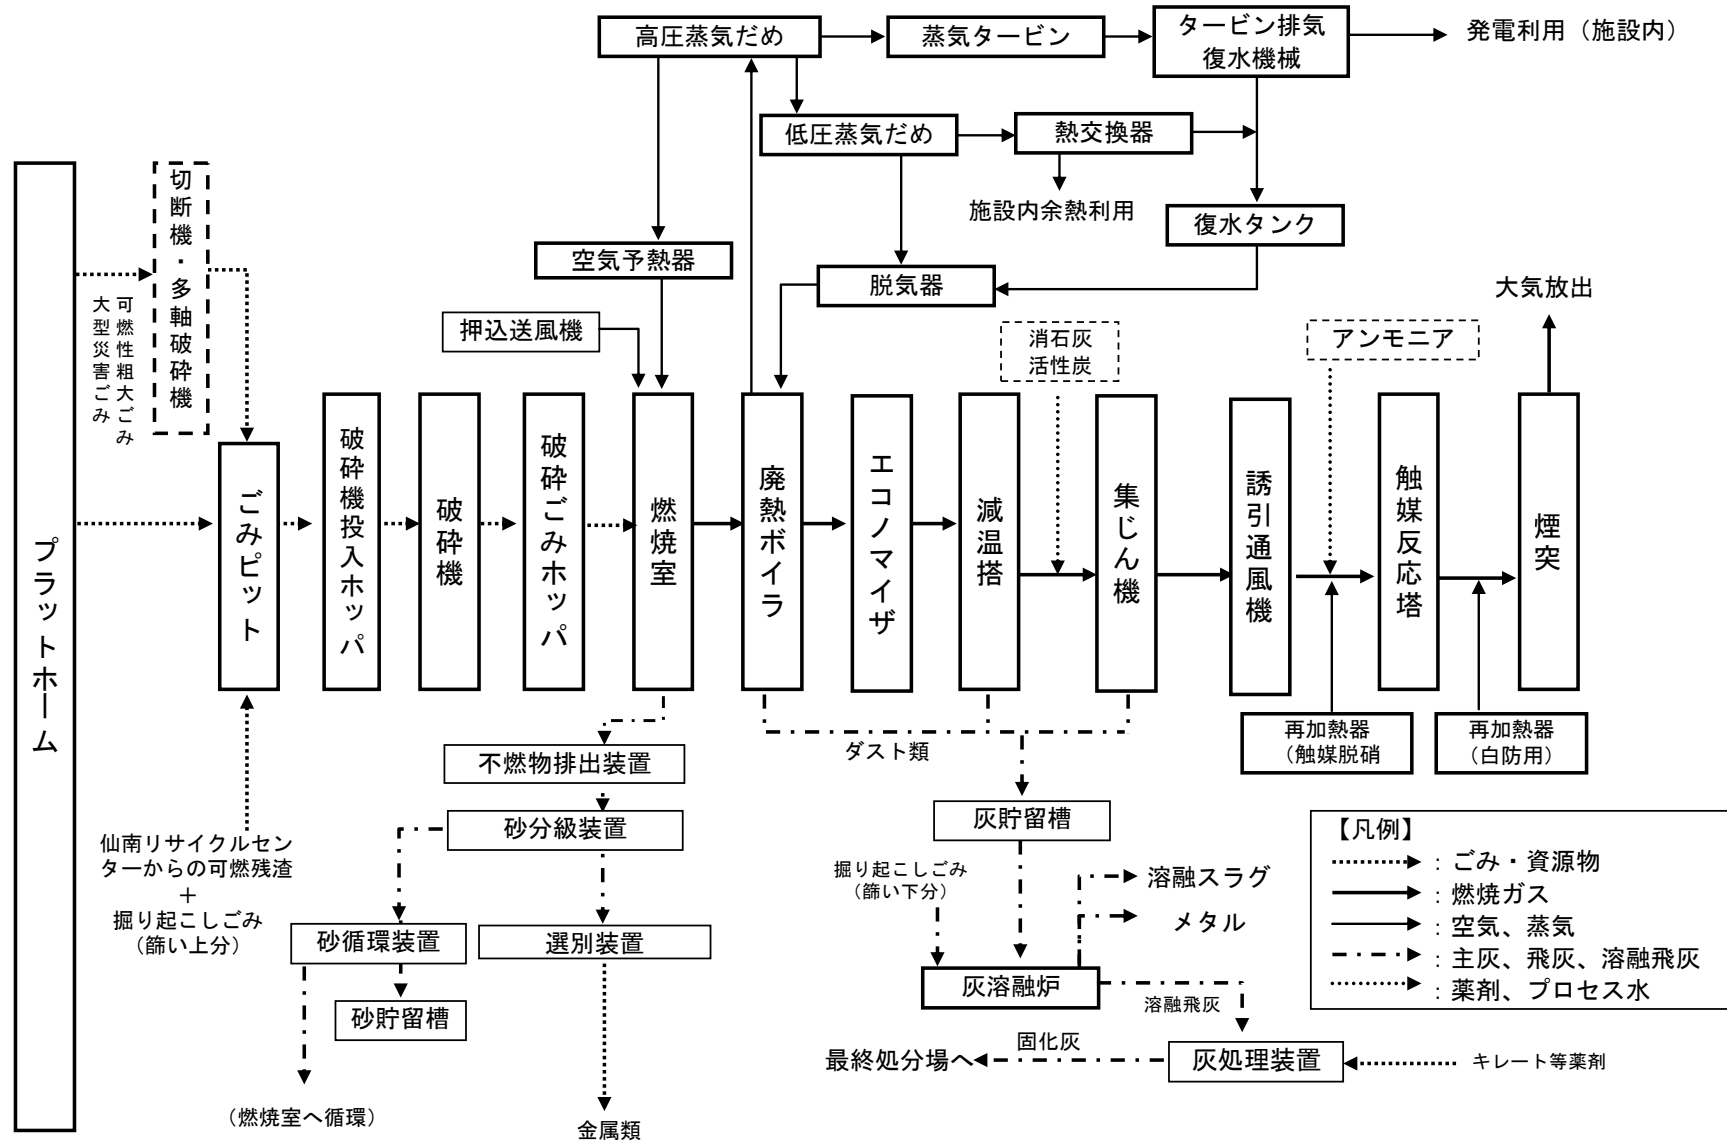 高圧蒸気だめ
蒸気タービン
タービン排気
復水機械
発電利用（施設内）
低圧蒸気だめ
熱交換器
施設内余熱利用
復水タンク
空気予熱器
脱気器
押込送風機
消石灰
活性炭
アンモニア
大気放出
プラットホーム
切断機・多軸破砕機
可燃性粗大ごみ
大型災害ごみ
ごみピット
破砕機投入ホッパ
破砕機
破砕ごみホッパ
燃焼室
廃熱ボイラ
エコノマイザ
減温搭
集じん機
誘引通風機
触媒反応塔
煙突
再加熱器
（触媒脱硝
再加熱器
（白防用）
ダスト類
不燃物排出装置
砂分級装置
砂循環装置
選別装置
砂貯留槽
（燃焼室へ循環）
金属類
仙南リサイクルセン
ターからの可燃残渣
＋
掘り起こしごみ
（篩い上分）
灰貯留槽
掘り起こしごみ
（篩い下分）
溶融スラグ
メタル
灰溶融炉
溶融飛灰
固化灰
最終処分場へ
灰処理装置
キレート等薬剤
【凡例】
：ごみ・資源物
：燃焼ガス
：空気、蒸気
：主灰、飛灰、溶融飛灰
：薬剤、プロセス水